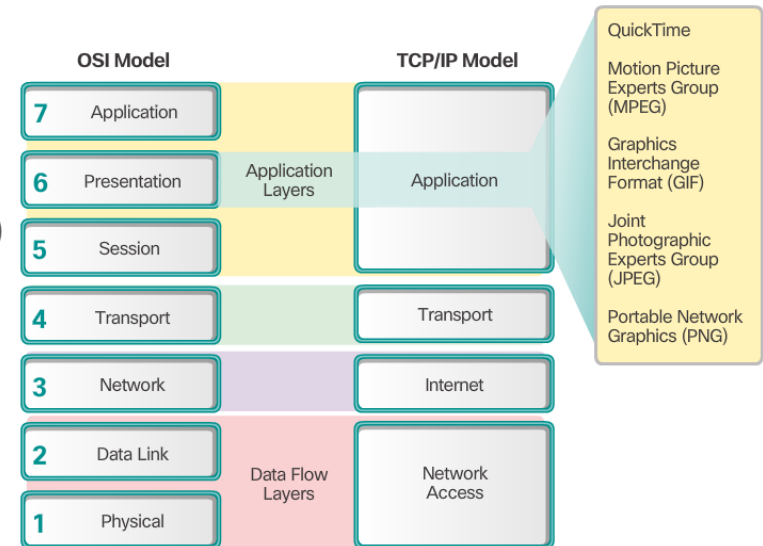 OSI Model
TCP/IP Model
7 Application
6 Presentation
5 Session
4 Transport
3 Network
2 Data Link
1 Physical
Application
Layers
Data Flow
Layers
Application
Transport
Internet
Network
Access
QuickTime
Motion Picture
Experts Group
(MPEG)
Graphics
Interchange
Format (GIF)
Joint
Photographic
Experts Group
(JPEG)
Portable Network
Graphics (PNG)